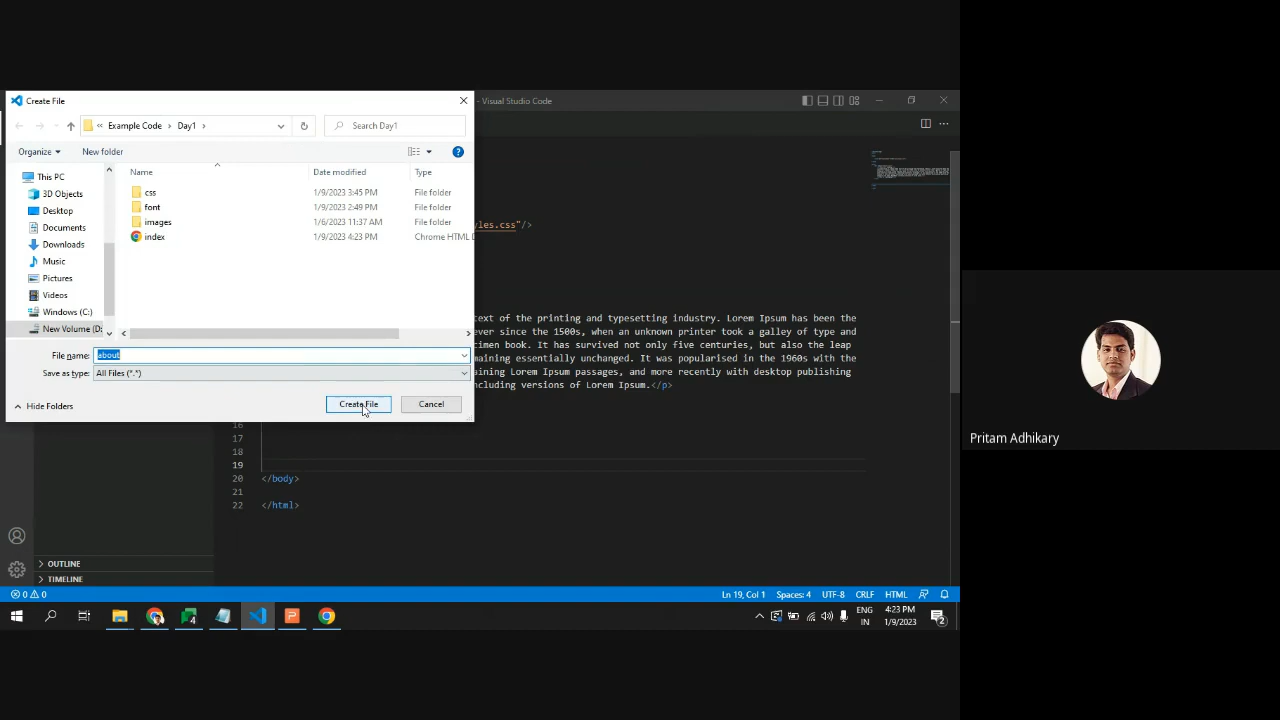 Create File
- Visual Studio Code
« Example Code › Day1 ›
Search Day1
Organize
New folder
Name
Date modified
Type
This PC
3D Objects
Desktop
Documents
Downloads
Music
Pictures
Videos
Windows (C:)
New Volume (D:
css
1/9/2023 3:45 PM
File folder
font
1/9/2023 2:49 PM
File folder
images
1/6/2023 11:37 AM
File folder
index
1/9/2023 4:23 PM
Chrome HTML D
File name:
about
Save as type:
All Files (*.*)
Hide Folders
Create File
Cancel
yles.css"/>
ext of the printing and typesetting industry. Lorem Ipsum has been the
ever since the 1500s, when an unknown printer took a galley of type and
imen book. It has survived not only five centuries, but also the leap
maining essentially unchanged. It was popularised in the 1960s with the
aining Lorem Ipsum passages, and more recently with desktop publishing
ncluding versions of Lorem Ipsum.</p>
16
17
18
19
20 </body>
21
22 </html>
OUTLINE
TIMELINE
0 0
Ln 19, Col 1
Spaces: 4
UTF-8
CRLF
HTML
ENG
IN
4:23 PM
1/9/2023
2
Pritam Adhikary